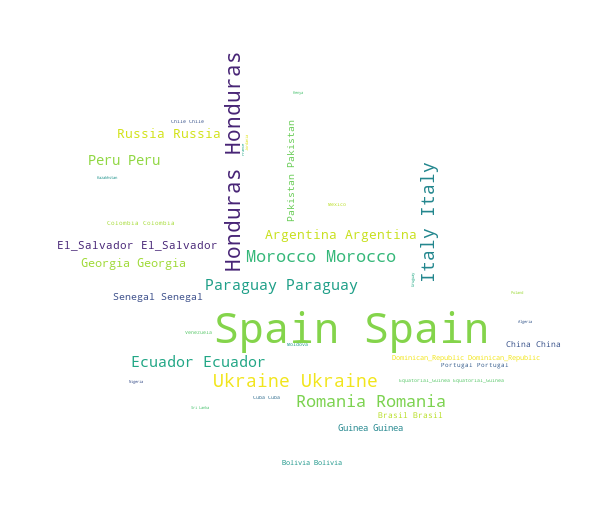 Honduras Honduras
Kenya
Chile Chile
Russia Russia
Pakistan Pakistan
Peru Peru
Italy Italy
Kazakhstan
Mexico
Colombia Colombia
Argentina Argentina
El_Salvador El_Salvador
Morocco Morocco
Georgia Georgia
Paraguay Paraguay
Uruguay
Poland
Senegal Senegal
Spain Spain
Algeria
Venezuela
Moldova
China China
Dominican_Republic Dominican_Republic
Ecuador Ecuador
Portugal Portugal
Ukraine Ukraine
Nigeria
Equatorial_Guinea Equatorial_Guinea
Cuba Cuba
Romania Romania
Sri Lanka
Brasil Brasil
Guinea Guinea
Bolivia Bolivia